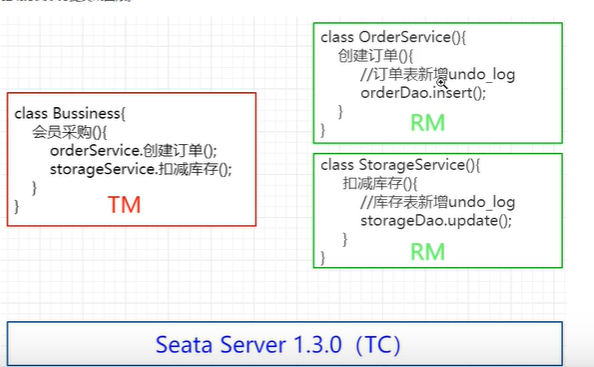 class Bussiness{
会员采购(){
orderService.创建订单();
storageService.扣减库存();
}
}
TM
class OrderService(){
创建订单(){
//订单表新增undo_log
orderDao.insert();
}
}
RM
class StorageService(){
扣减库存(){
//库存表新增undo_log
storageDao.update();
}
}
RM
Seata Server 1.3.0（TC）